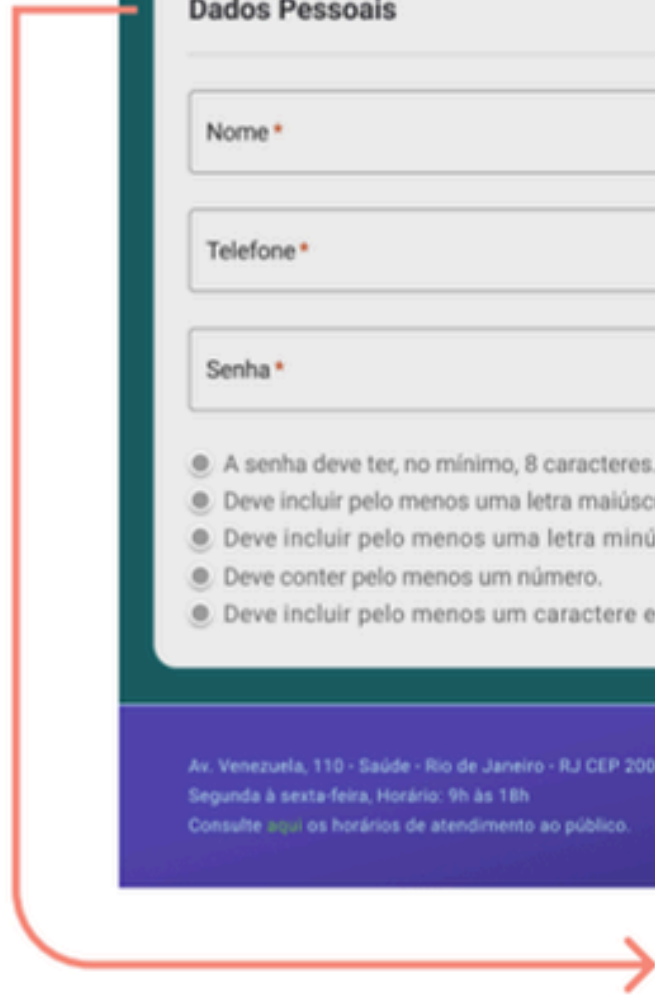 Dados Pessoais
Nome *
Telefone *
Senha *
A senha deve ter, no mínimo, 8 caracteres.
Deve incluir pelo menos uma letra maiúsc
Deve incluir pelo menos uma letra minú
Deve conter pelo menos um número.
Deve incluir pelo menos um caractere e
Av. Venezuela, 110 - Saúde - Rio de Janeiro - RJ CEP 200
Segunda à sexta-feira, Horário: 9h às 18h
Consulte aqui os horários de atendimento ao público.